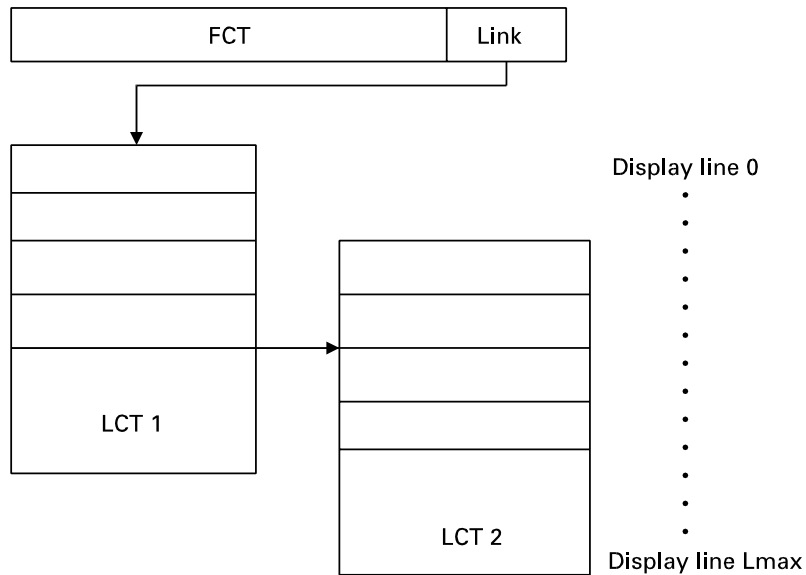 FCT
Link
Display line 0
LCT 1
LCT 2
Display line Lmax